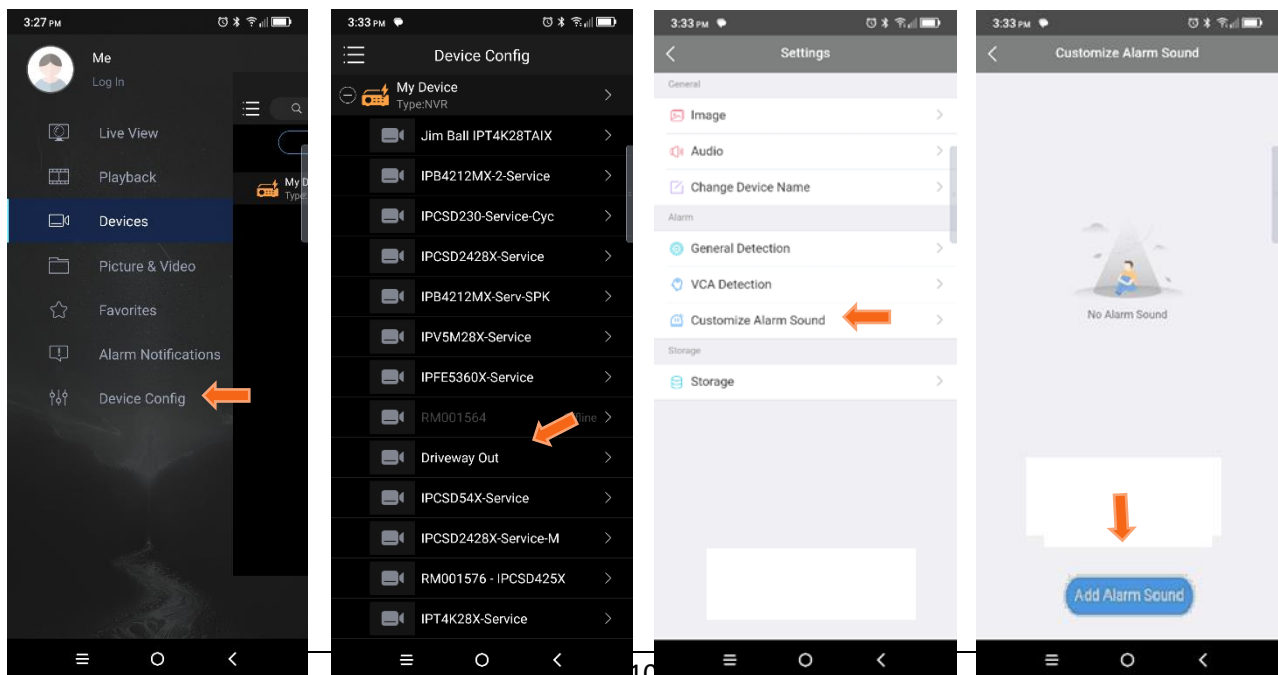 3:27 PM
Me
Log In
Live View
Playback
My D
Type:
Devices
Picture & Video
Favorites
Alarm Notifications
Device Config
3:33 PM
Device Config
My Device
Type:NVR
Jim Ball IPT4K28TAIX
IPB4212MX-2-Service
IPCSD230-Service-Cyc
IPCSD2428X-Service
IPB4212MX-Serv-SPK
IPV5M28X-Service
IPFE5360X-Service
RM001564
Driveway Out
IPCSD54X-Service
IPCSD2428X-Service-M
RM001576 - IPCSD425X
IPT4K28X-Service
3:33 PM
Settings
General
Image
Audio
Change Device Name
Alarm
General Detection
VCA Detection
Customize Alarm Sound
Storage
Storage
3:33 PM
Customize Alarm Sound
No Alarm Sound
Add Alarm Sound
10